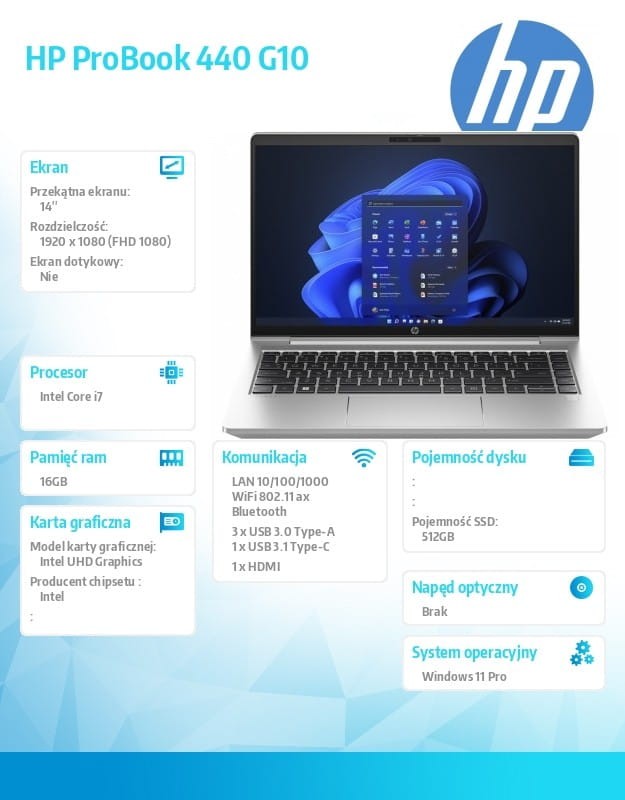 HP ProBook 440 G10
hp
Ekran
Przekątna ekranu:
14"
Rozdzielczość:
1920 x 1080 (FHD 1080)
Ekran dotykowy:
Nie
Procesor
Intel Core i7
Pamięć ram
16GB
Karta graficzna
Model karty graficznej:
Intel UHD Graphics
Producent chipsetu :
Intel
:
Komunikacja
LAN 10/100/1000
WiFi 802.11 ax
Bluetooth
3 x USB 3.0 Type-A
1 x USB 3.1 Type-C
1 x HDMI
Pojemność dysku
:
:
Pojemność SSD:
512GB
Napęd optyczny
Brak
System operacyjny
Windows 11 Pro